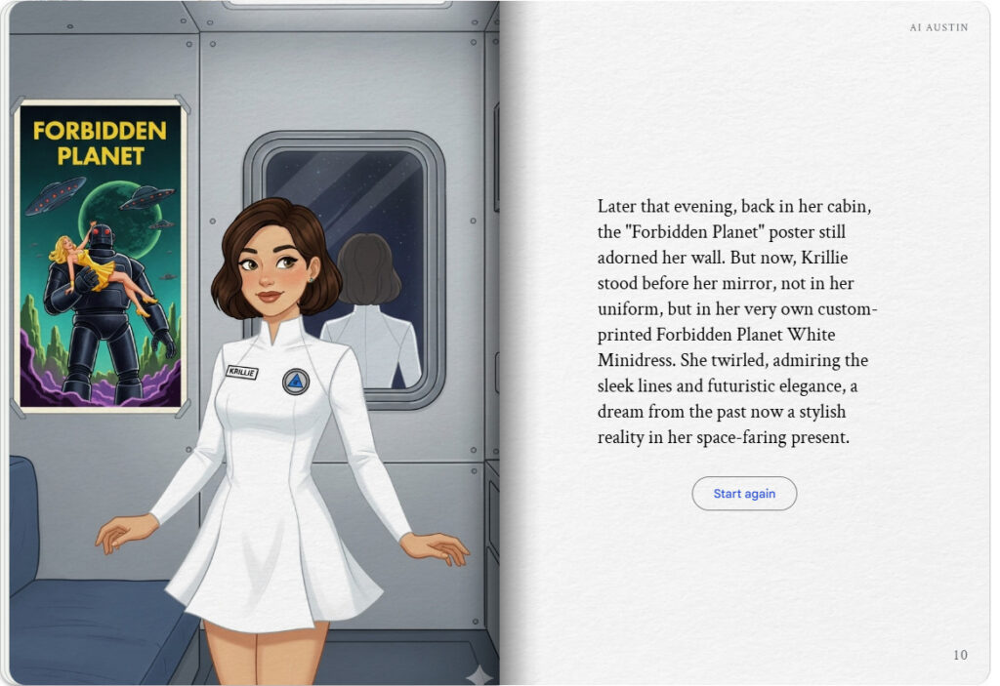 FORBIDDEN
PLANET
KRILLIE
AI AUSTIN
Later that evening, back in her cabin,
the "Forbidden Planet" poster still
adorned her wall. But now, Krillie
stood before her mirror, not in her
uniform, but in her very own custom-
printed Forbidden Planet White
Minidress. She twirled, admiring the
sleek lines and futuristic elegance, a
dream from the past now a stylish
reality in her space-faring present.
Start again
10